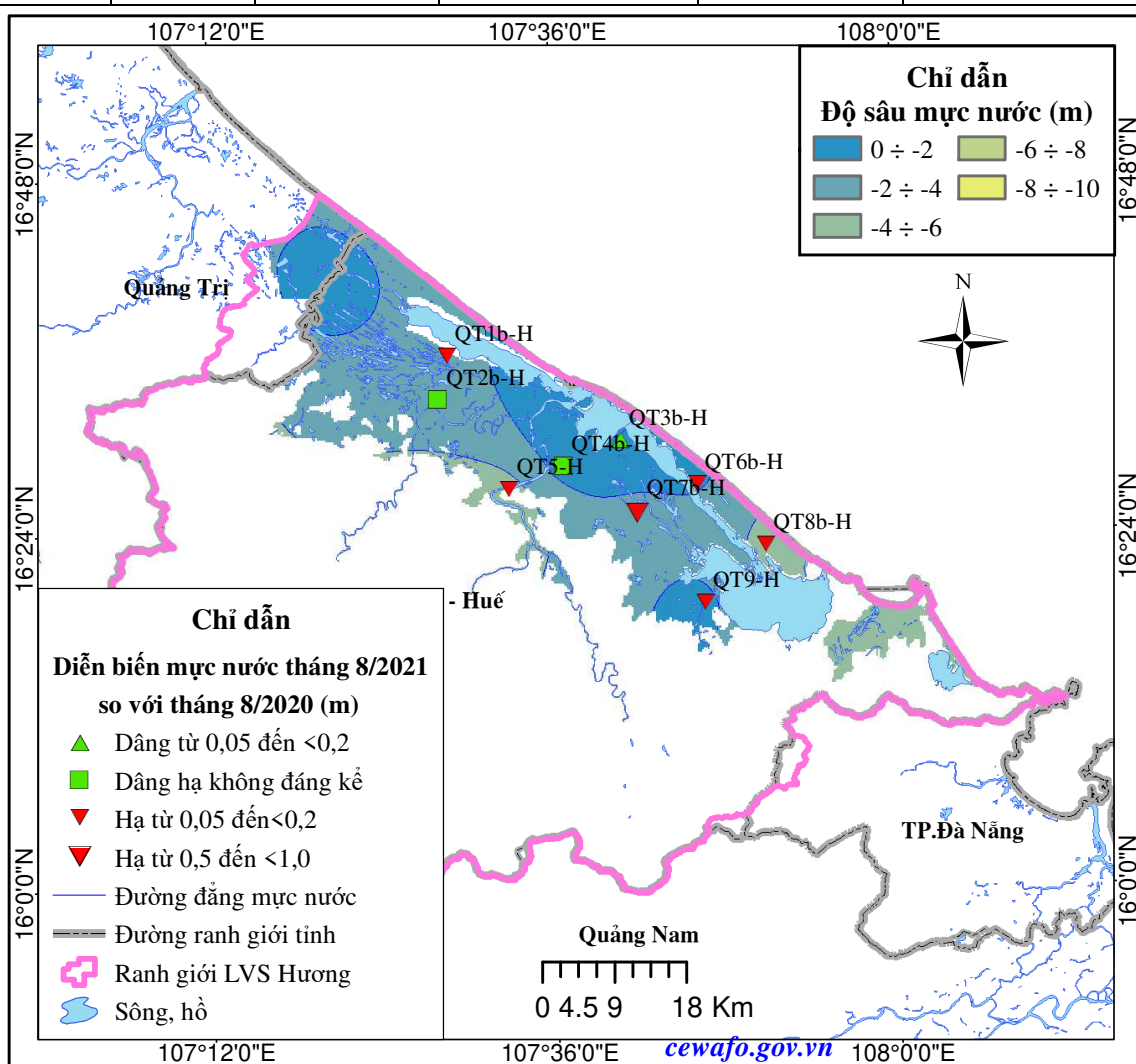 107°12'0"E 107°36'0"E 108°0'0"E
Chỉ dẫn
Độ sâu mực nước (m)
0 ÷ -2 -6 ÷ -8
-2 ÷ -4 -8 ÷ -10
-4 ÷ -6
16°48'0"N 16°48'0"N
N
Quảng Trị
QT1b-H
QT2b-H
QT3b-H
QT4b-H
QT5-H
QT6b-H
QT7b-H
QT8b-H
16°24'0"N 16°24'0"N
QT9-H
- Huế
Chỉ dẫn
Diễn biến mực nước tháng 8/2021
so với tháng 8/2020 (m)
Dâng từ 0,05 đến <0,2
Dâng hạ không đáng kể
Hạ từ 0,05 đến<0,2
Hạ từ 0,5 đến <1,0
Đường đẳng mực nước
Đường ranh giới tỉnh
Ranh giới LVS Hương
Sông, hồ
TP.Đà Nẵng
16°0'0"N 16°0'0"N
Quảng Nam
0 4.5 9 18 Km
cewafo.gov.vn
107°12'0"E 107°36'0"E 108°0'0"E